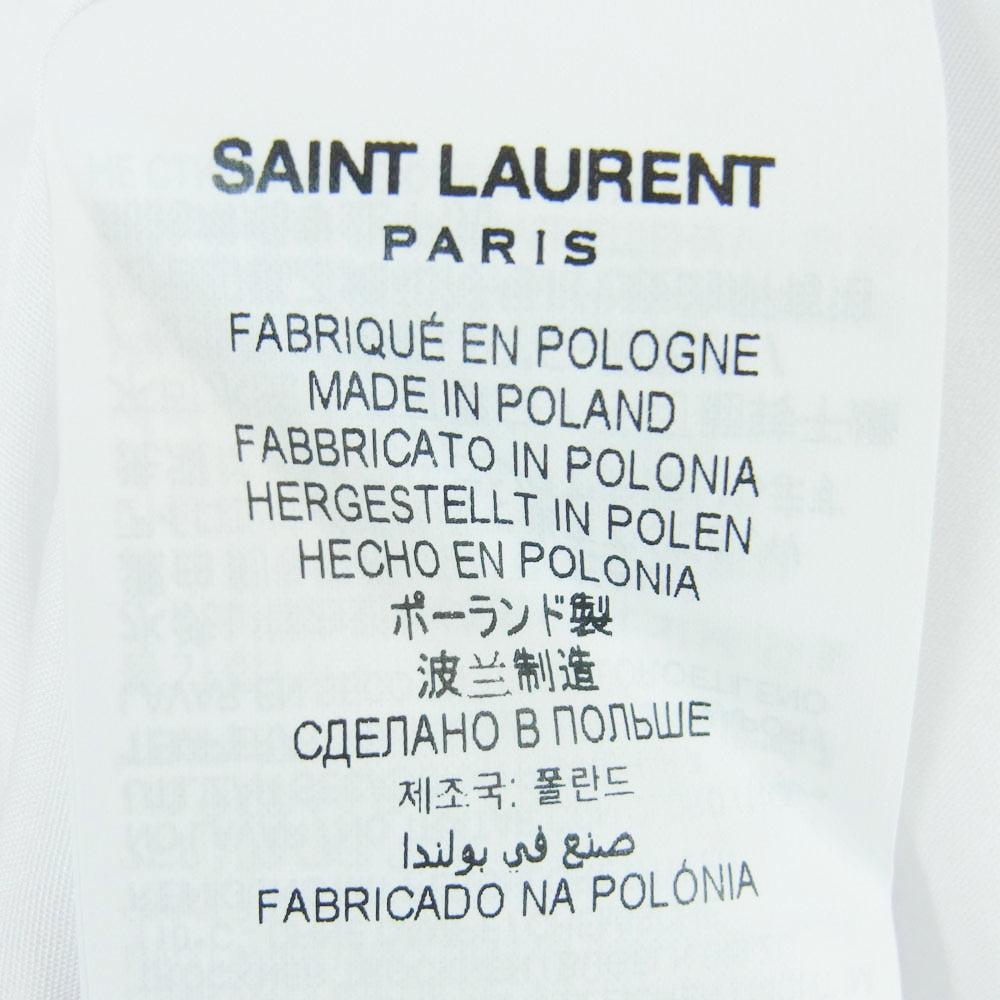 SAINT LAURENT
PARIS
FABRIQUÉ EN POLOGNE
MADE IN POLAND
FABBRICATO IN POLONIA
HERGESTELLT IN POLEN
HECHO EN POLONIA
ポーランド製
波兰制造
СДЕЛАНО В ПОЛЬШЕ
제조국: 폴란드
صنع في بولندا
FABRICADO NA POLÓNIA